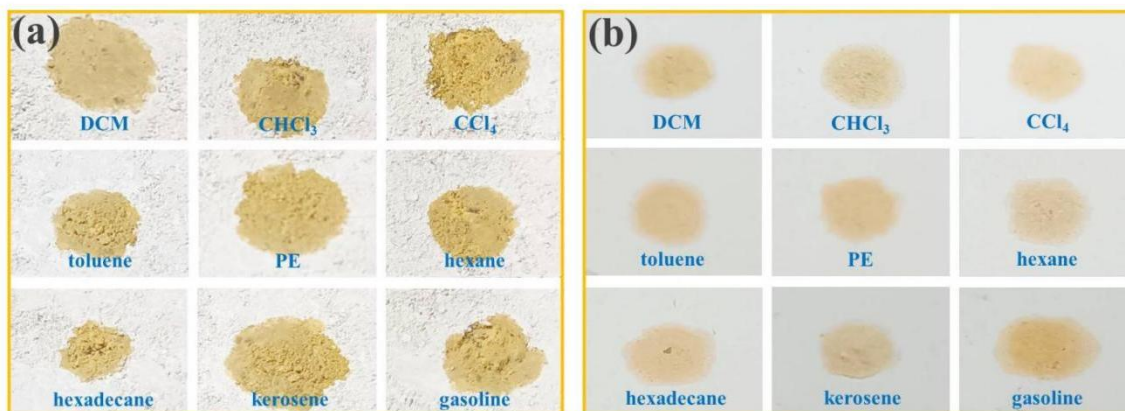 (a)
DCM CHCl₃ CCl₄
toluene PE hexane
hexadecane kerosene gasoline
(b)
DCM CHCl₃ CCl₄
toluene PE hexane
hexadecane kerosene gasoline